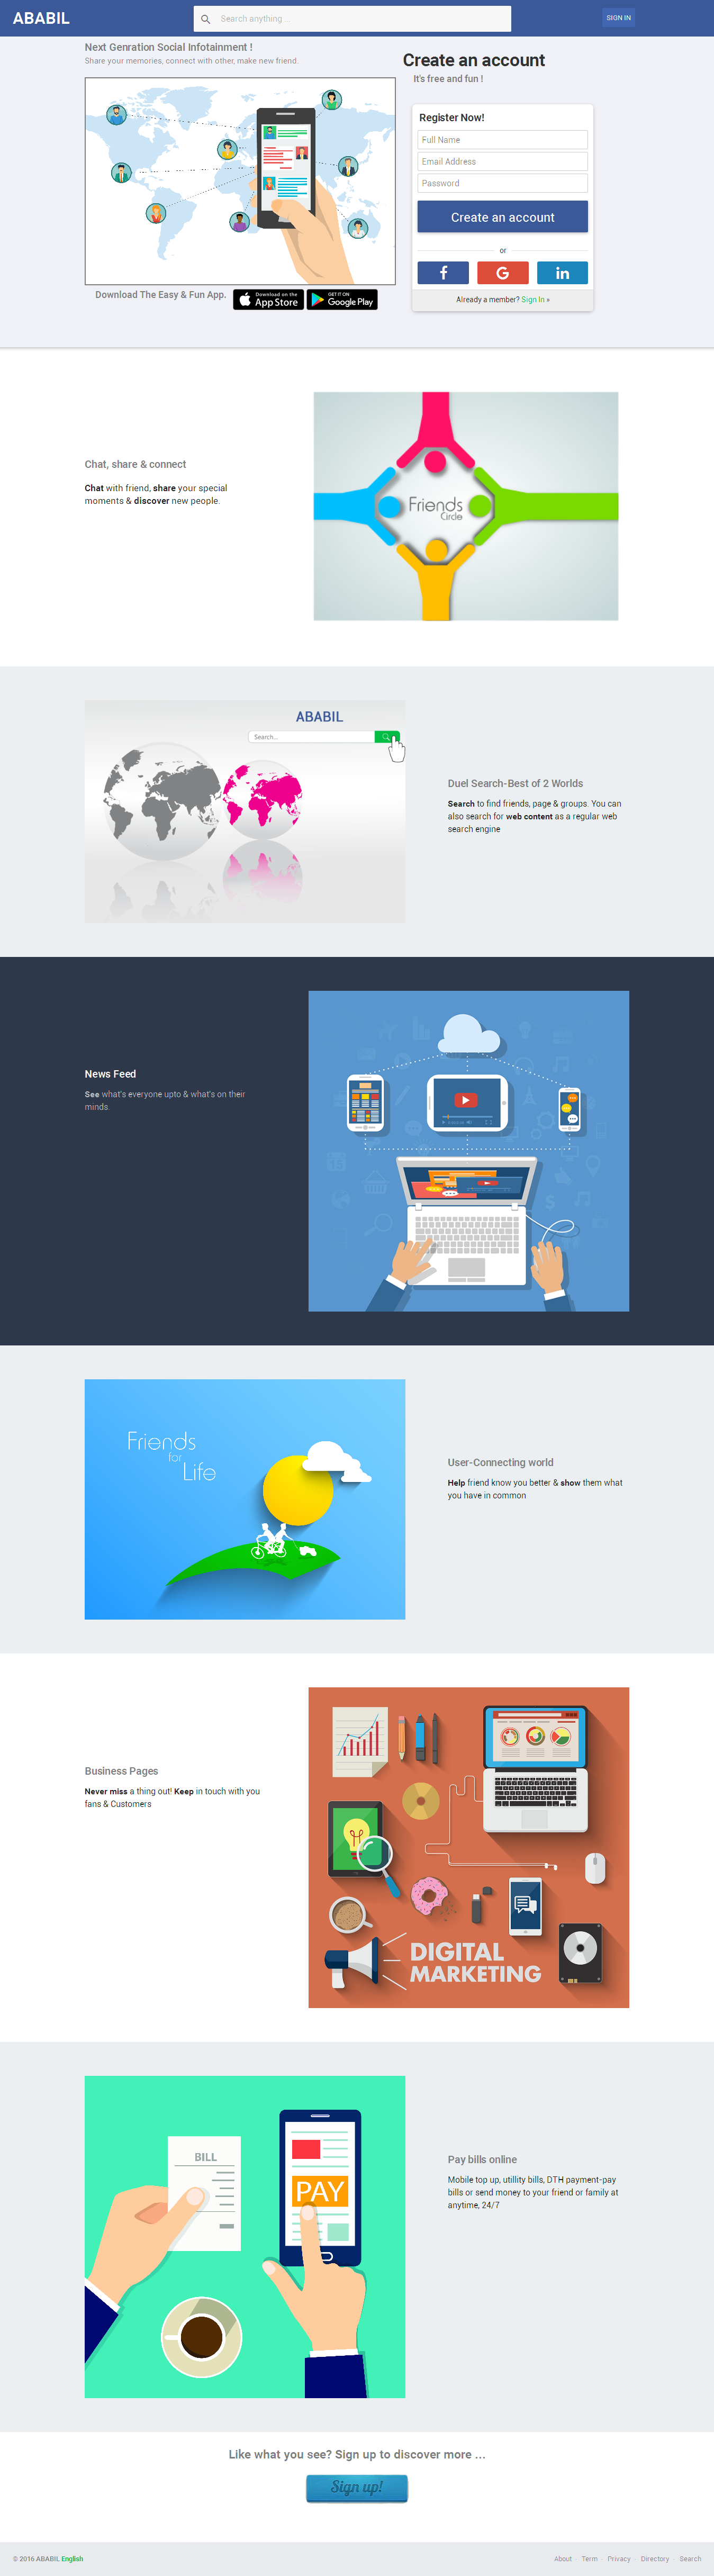 ABABIL
Search anything ...
SIGN IN
Next Genration Social Infotainment !
Share your memories, connect with other, make new friend.
Create an account
It's free and fun !
Register Now!
Full Name
Email Address
Password
Create an account
or
f G in
Already a member? Sign In »
Download The Easy & Fun App.
Download on the
App Store
GET IT ON
Google Play
Chat, share & connect
Chat with friend, share your special
moments & discover new people.
Friends
Circle
ABABIL
Search...
Duel Search-Best of 2 Worlds
Search to find friends, page & groups. You can
also search for web content as a regular web
search engine
News Feed
See what's everyone upto & what's on their
minds.
Friends
for
Life
User-Connecting world
Help friend know you better & show them what
you have in common
Business Pages
Never miss a thing out! Keep in touch with you
fans & Customers
DIGITAL
MARKETING
BILL
PAY
Pay bills online
Mobile top up, utillity bills, DTH payment-pay
bills or send money to your friend or family at
anytime, 24/7
Like what you see? Sign up to discover more ...
Sign up!
© 2016 ABABIL English
About · Term · Privacy · Directory · Search